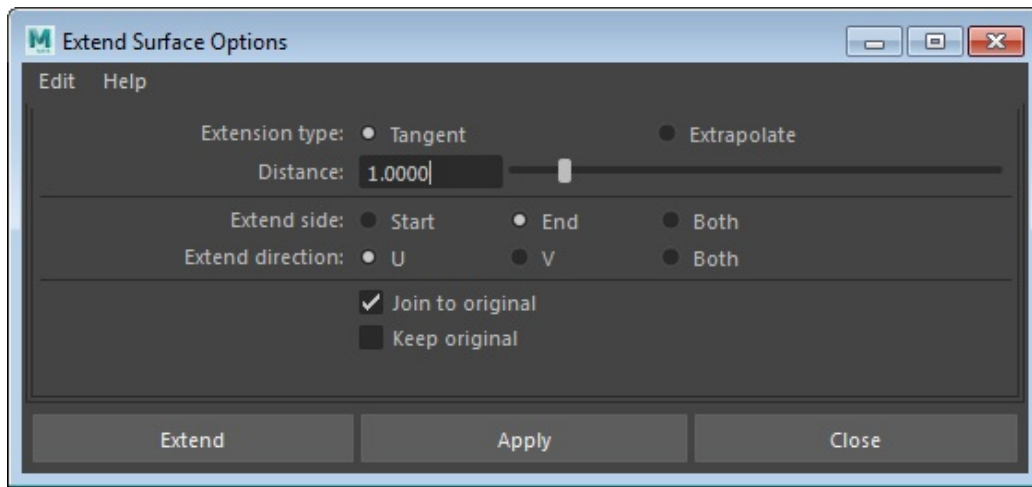 Extend Surface Options
Edit Help
Extension type: Tangent Extrapolate
Distance: 1.0000
Extend side: Start End Both
Extend direction: U V Both
Join to original
Keep original
Extend Apply Close